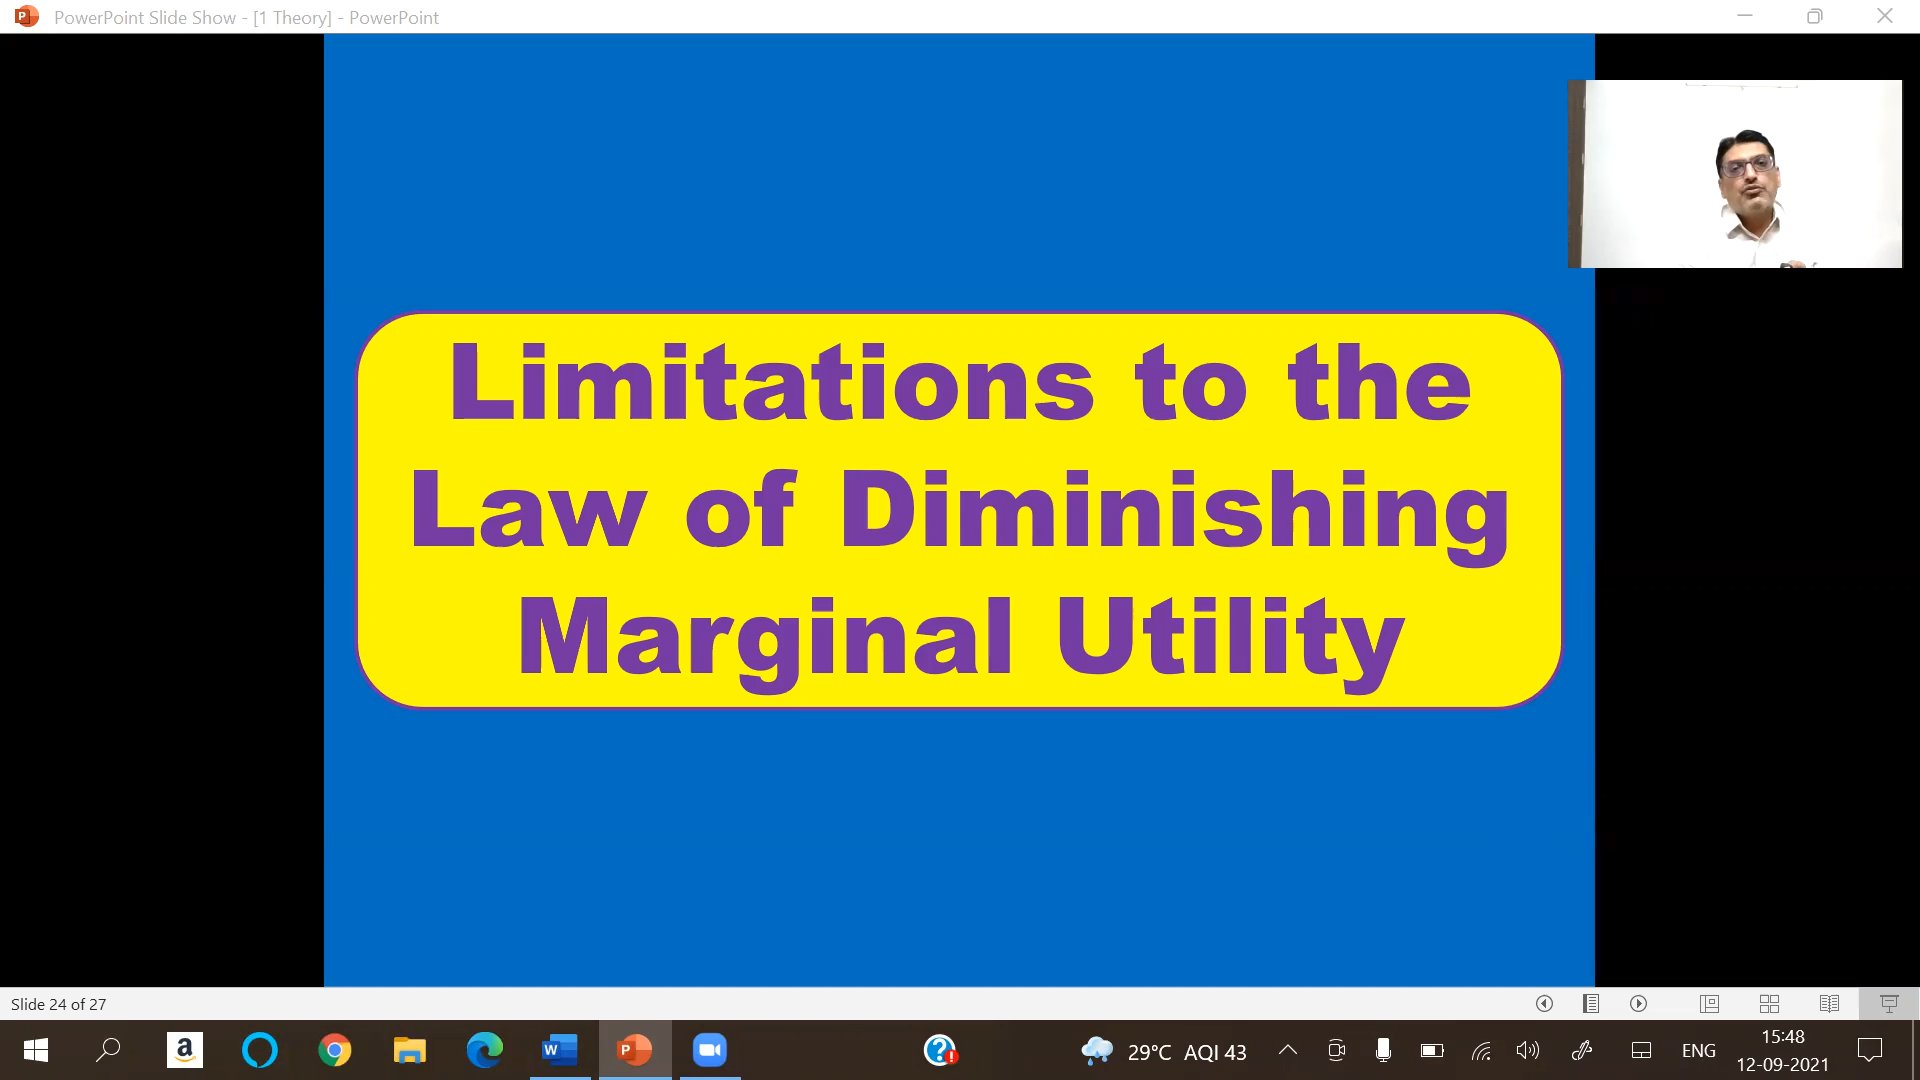 PowerPoint Slide Show - [1 Theory] - PowerPoint
Limitations to the
Law of Diminishing
Marginal Utility
Slide 24 of 27
29°C AQI 43
ENG
15:48
12-09-2021